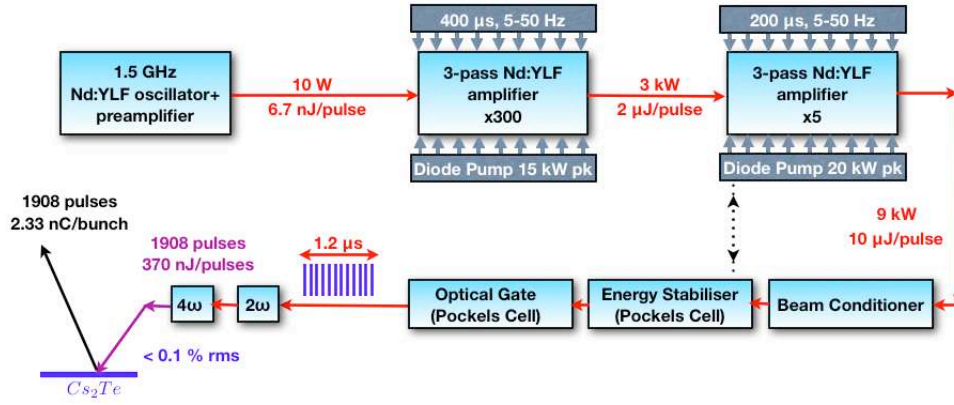 400 µs, 5-50 Hz
200 µs, 5-50 Hz
1.5 GHz
Nd:YLF oscillator+
preamplifier
10 W
6.7 nJ/pulse
3-pass Nd:YLF
amplifier
x300
3 kW
2 µJ/pulse
3-pass Nd:YLF
amplifier
x5
Diode Pump 15 kW pk
Diode Pump 20 kW pk
9 kW
10 µJ/pulse
1908 pulses
2.33 nC/bunch
1908 pulses
370 nJ/pulses
1.2 µs
4ω
2ω
Optical Gate
(Pockels Cell)
Energy Stabiliser
(Pockels Cell)
Beam Conditioner
< 0.1 % rms
Cs₂Te